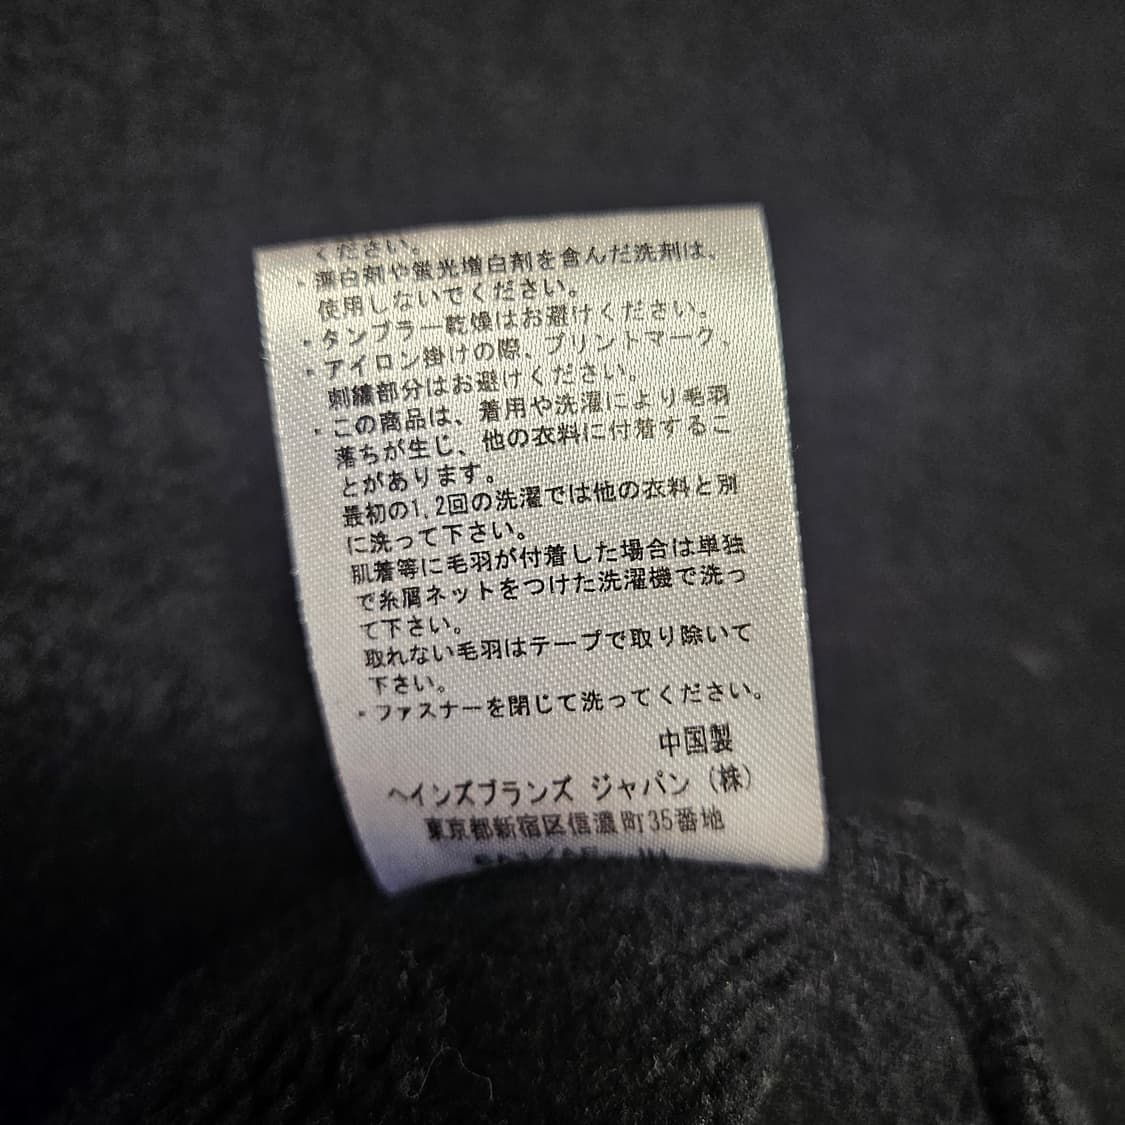 ください。
・漂白剤や蛍光増白剤を含んだ洗剤は、
使用しないでください。
・タンブラー乾燥はお避けください。
・アイロン掛けの際、プリントマーク、
刺繍部分はお避けください。
・この商品は、着用や洗濯により毛羽
落ちが生じ、他の衣料に付着するこ
とがあります。
最初の1,2回の洗濯では他の衣料と別
に洗って下さい。
肌着等に毛羽が付着した場合は単独
で糸屑ネットをつけた洗濯機で洗っ
て下さい。
取れない毛羽はテープで取り除いて
下さい。
・ファスナーを閉じて洗ってください。
中国製
ヘインズブランズ ジャパン (株)
東京都新宿区信濃町35番地